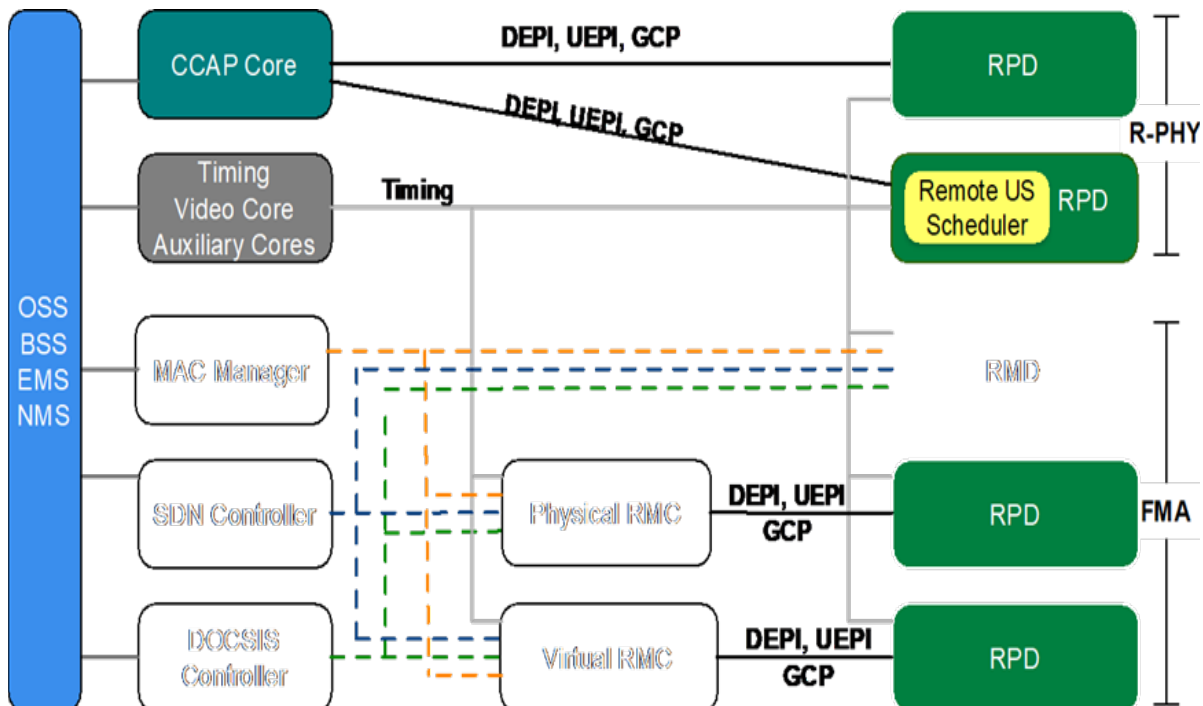 OSS
BSS
EMS
NMS
CCAP Core
DEPI, UEPI, GCP
RPD
DEPI, UEPI, GCP
R-PHY
Timing
Video Core
Auxiliary Cores
Timing
Remote US
Scheduler
RPD
MAC Manager
RMD
SDN Controller
Physical RMC
DEPI, UEPI
GCP
RPD
FMA
DOCSIS
Controller
Virtual RMC
DEPI, UEPI
GCP
RPD